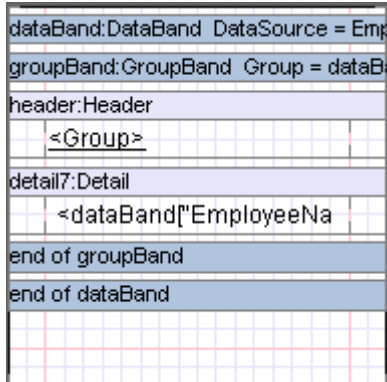 dataBand:DataBand DataSource = Emp
groupBand:GroupBand Group = dataBa
header:Header
<Group>
detail7:Detail
<dataBand["EmployeeNa
end of groupBand
end of dataBand